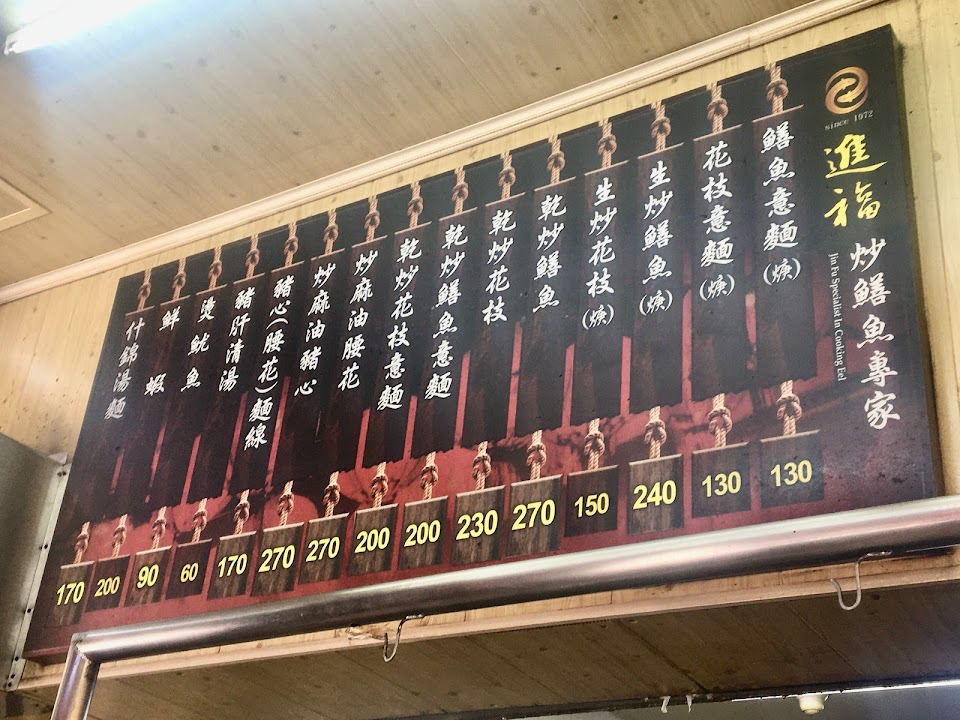 since 1972
進福
炒鱔魚專家
Jin Fu Specialist In Cooking Eel
鱔魚意麵(焿)
130
花枝意麵(焿)
130
生炒鱔魚(焿)
240
生炒花枝(焿)
150
乾炒鱔魚
270
乾炒花枝
230
乾炒鱔魚意麵
200
乾炒花枝意麵
200
炒麻油腰花
270
炒麻油豬心
270
豬心(腰花)麵線
170
豬肝清湯
60
燙魷魚
90
鮮蝦
200
什錦湯麵
170